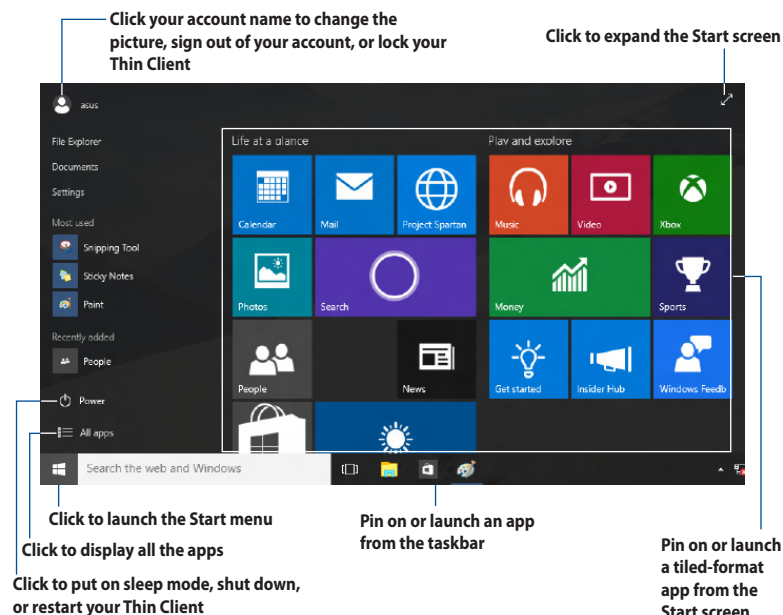 Click your account name to change the
picture, sign out of your account, or lock your
Thin Client
Click to expand the Start screen
asus
File Explorer
Documents
Settings
Most used
Snipping Tool
Sticky Notes
Paint
Recently added
People
Power
All apps
Life at a glance
Calendar
Mail
Project Spartan
Photos
Search
People
News
Play and explore
Music
Video
Xbox
Money
Sports
Get started
Insider Hub
Windows Feedb
Search the web and Windows
Click to launch the Start menu
Click to display all the apps
Click to put on sleep mode, shut down,
or restart your Thin Client
Pin on or launch an app
from the taskbar
Pin on or launch
a tiled-format
app from the
Start screen